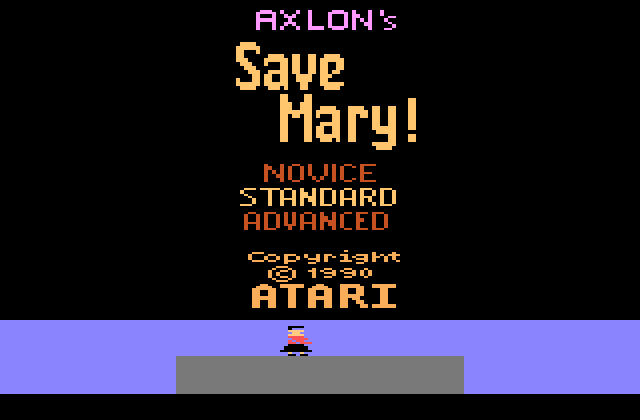 AXLON's
Save
Mary!
NOVICE
STANDARD
ADVANCED
Copyright
© 1990
ATARI